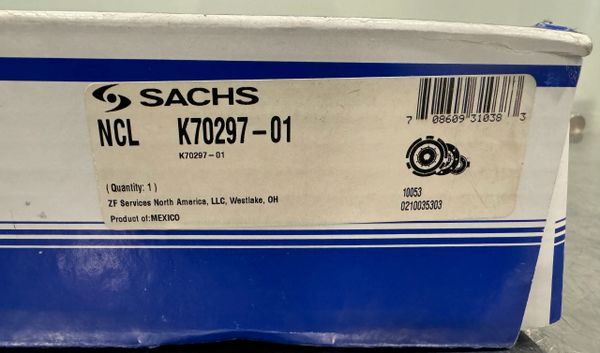 SACHS
7 08609 31038 3
NCL K70297-01
K70297-01
(Quantity: 1)
10053
ZF Services North America, LLC, Westlake, OH
0210035303
Product of:MEXICO